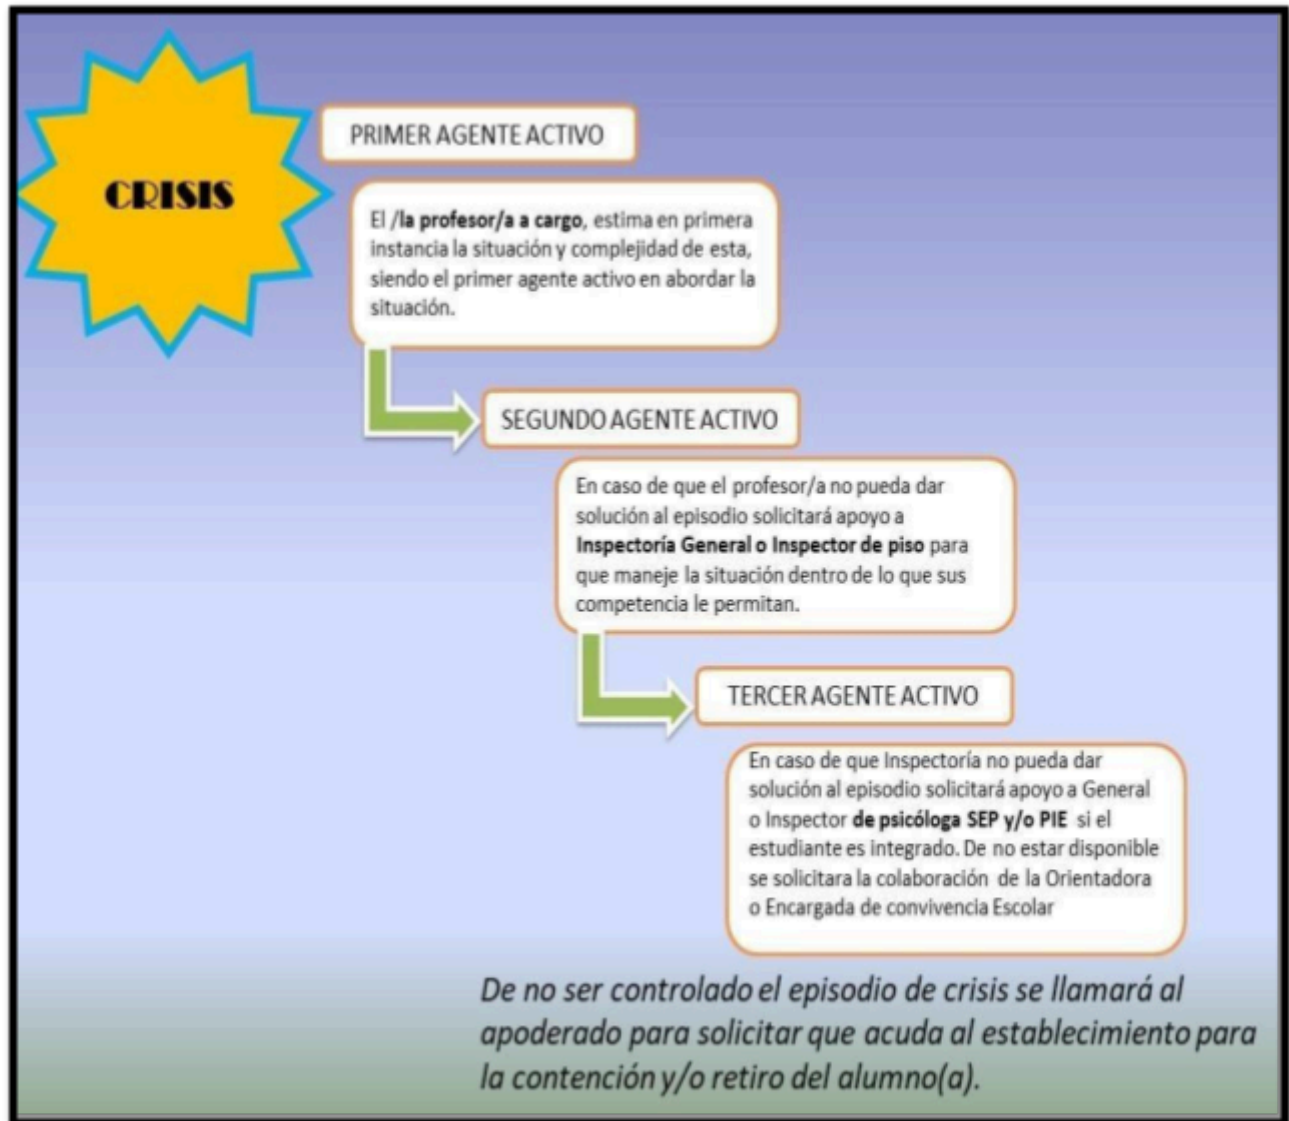 CRISIS
PRIMER AGENTE ACTIVO
El /la profesor/a a cargo, estima en primera
instancia la situación y complejidad de esta,
siendo el primer agente activo en abordar la
situación.
SEGUNDO AGENTE ACTIVO
En caso de que el profesor/a no pueda dar
solución al episodio solicitará apoyo a
Inspectoría General o Inspector de piso para
que maneje la situación dentro de lo que sus
competencia le permitan.
TERCER AGENTE ACTIVO
En caso de que Inspectoría no pueda dar
solución al episodio solicitará apoyo a General
o Inspector de psicóloga SEP y/o PIE si el
estudiante es integrado. De no estar disponible
se solicitara la colaboración de la Orientadora
o Encargada de convivencia Escolar
De no ser controlado el episodio de crisis se llamará al
apoderado para solicitar que acuda al establecimiento para
la contención y/o retiro del alumno(a).